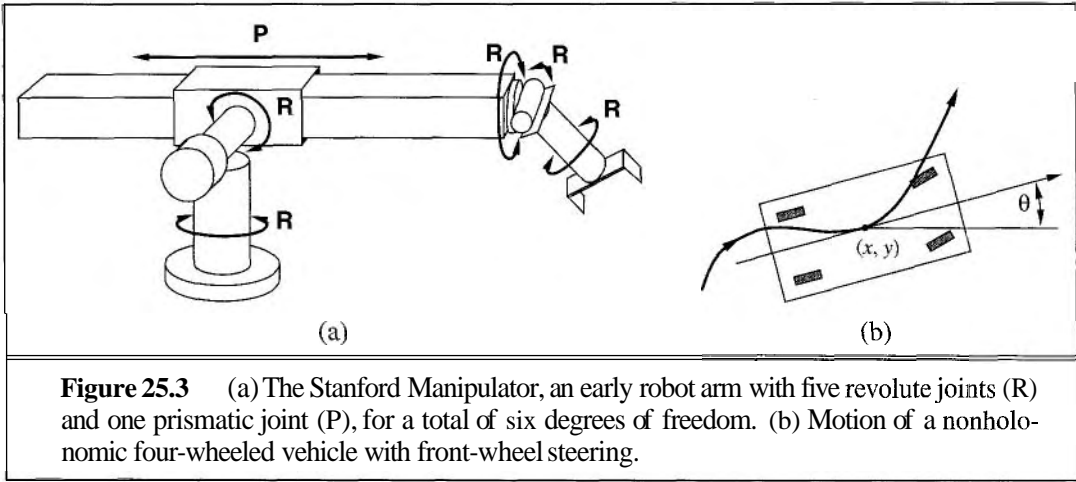 P
R R
R
R
R
θ
(x, y)
(a) (b)
Figure 25.3 (a) The Stanford Manipulator, an early robot arm with five revolute joints (R)
and one prismatic joint (P), for a total of six degrees of freedom. (b) Motion of a nonholo-
nomic four-wheeled vehicle with front-wheel steering.